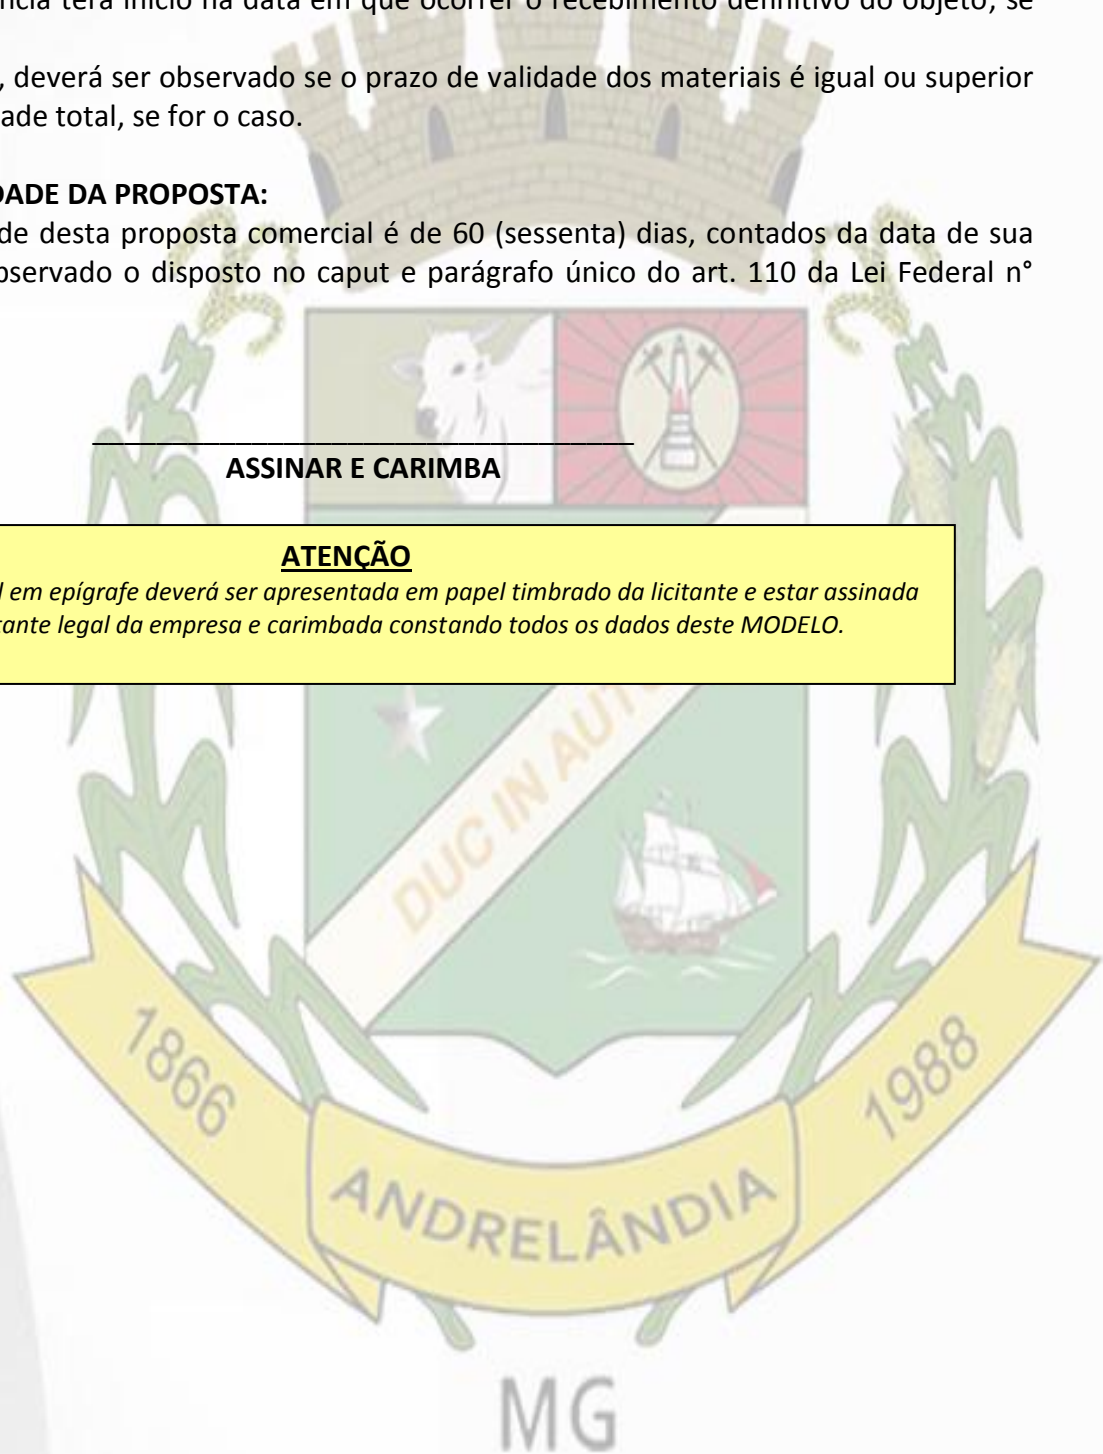 ncia terá início na data em que ocorrer o recebimento definitivo do objeto, se
, deverá ser observado se o prazo de validade dos materiais é igual ou superior
ade total, se for o caso.
DADE DA PROPOSTA:
de desta proposta comercial é de 60 (sessenta) dias, contados da data de sua
bservado o disposto no caput e parágrafo único do art. 110 da Lei Federal n°
ASSINAR E CARIMBA
ATENÇÃO
l em epígrafe deverá ser apresentada em papel timbrado da licitante e estar assinada
tante legal da empresa e carimbada constando todos os dados deste MODELO.
DUC IN AUT
1866
ANDRELÂNDIA
1988
MG